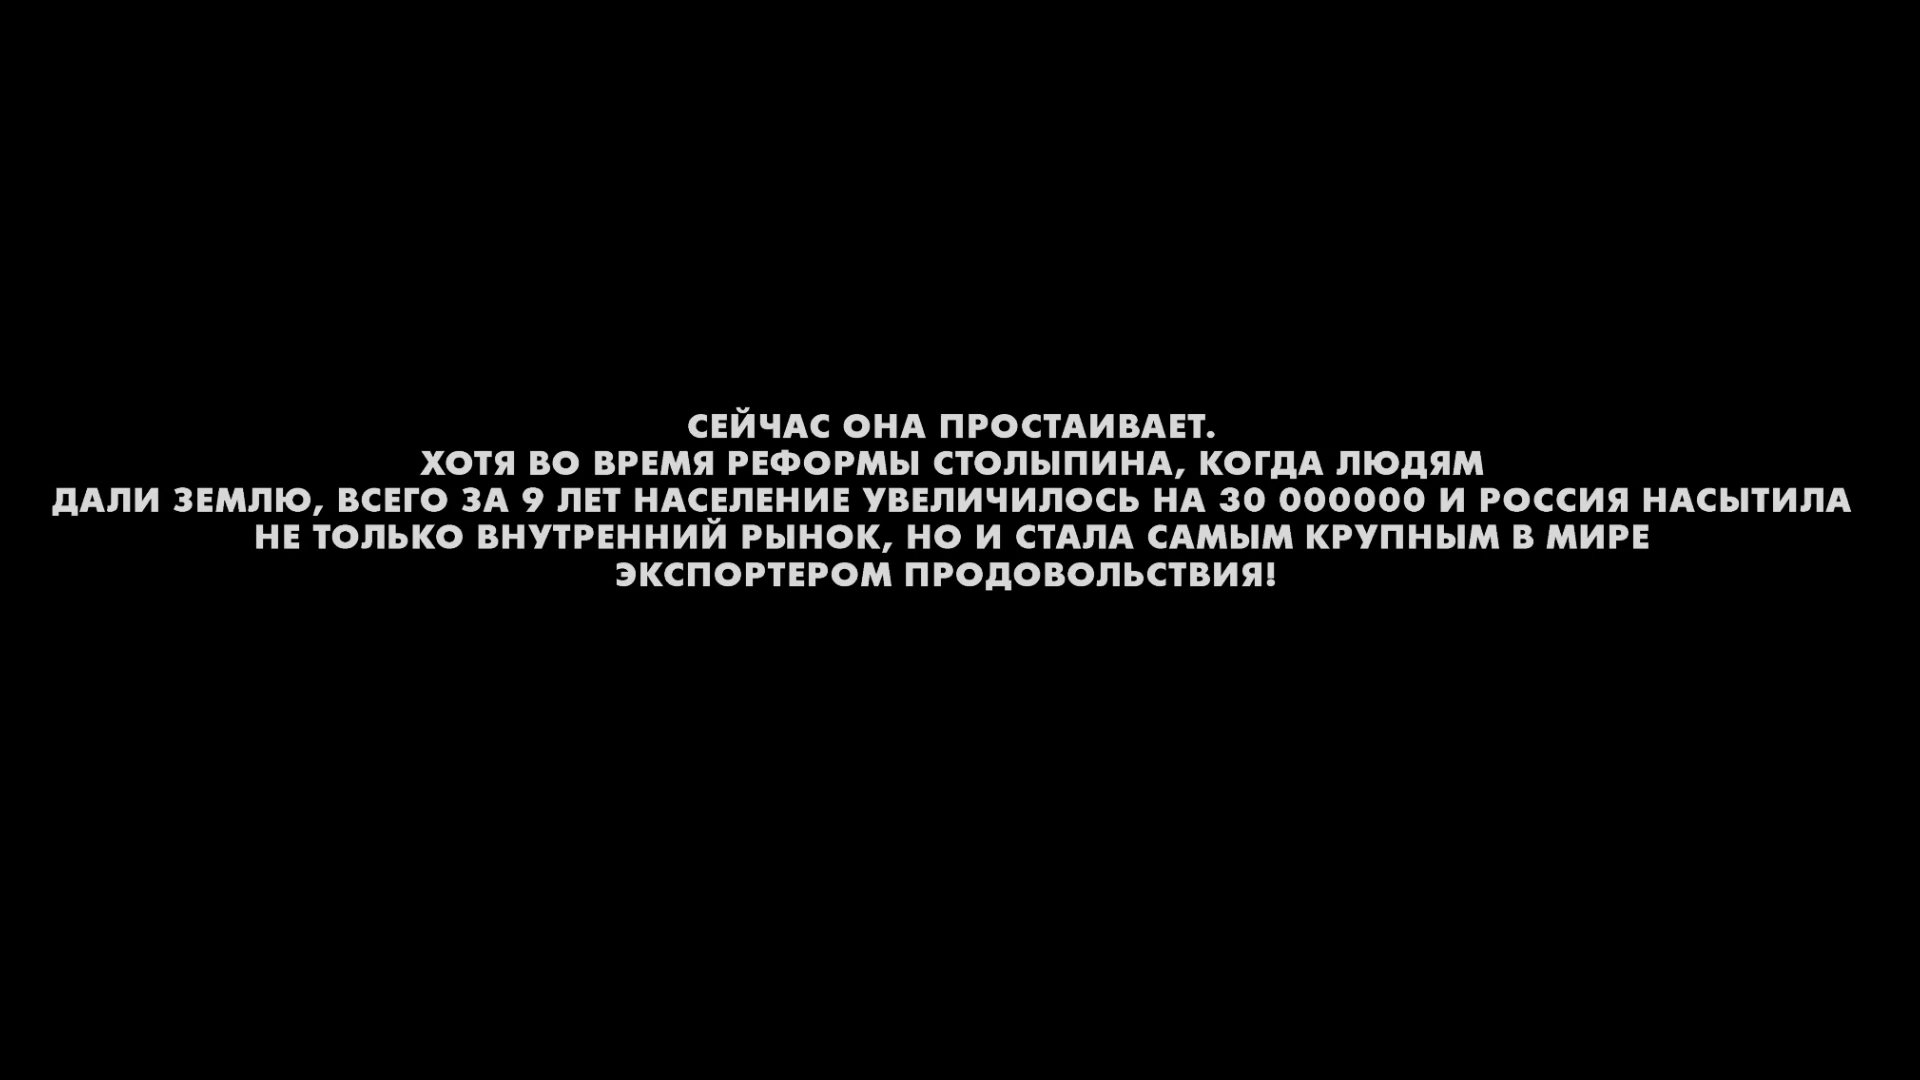 СЕЙЧАС ОНА ПРОСТАИВАЕТ.
ХОТЯ ВО ВРЕМЯ РЕФОРМЫ СТОЛЫПИНА, КОГДА ЛЮДЯМ
ДАЛИ ЗЕМЛЮ, ВСЕГО ЗА 9 ЛЕТ НАСЕЛЕНИЕ УВЕЛИЧИЛОСЬ НА 30 000000 И РОССИЯ НАСЫТИЛА
НЕ ТОЛЬКО ВНУТРЕННИЙ РЫНОК, НО И СТАЛА САМЫМ КРУПНЫМ В МИРЕ
ЭКСПОРТЕРОМ ПРОДОВОЛЬСТВИЯ!